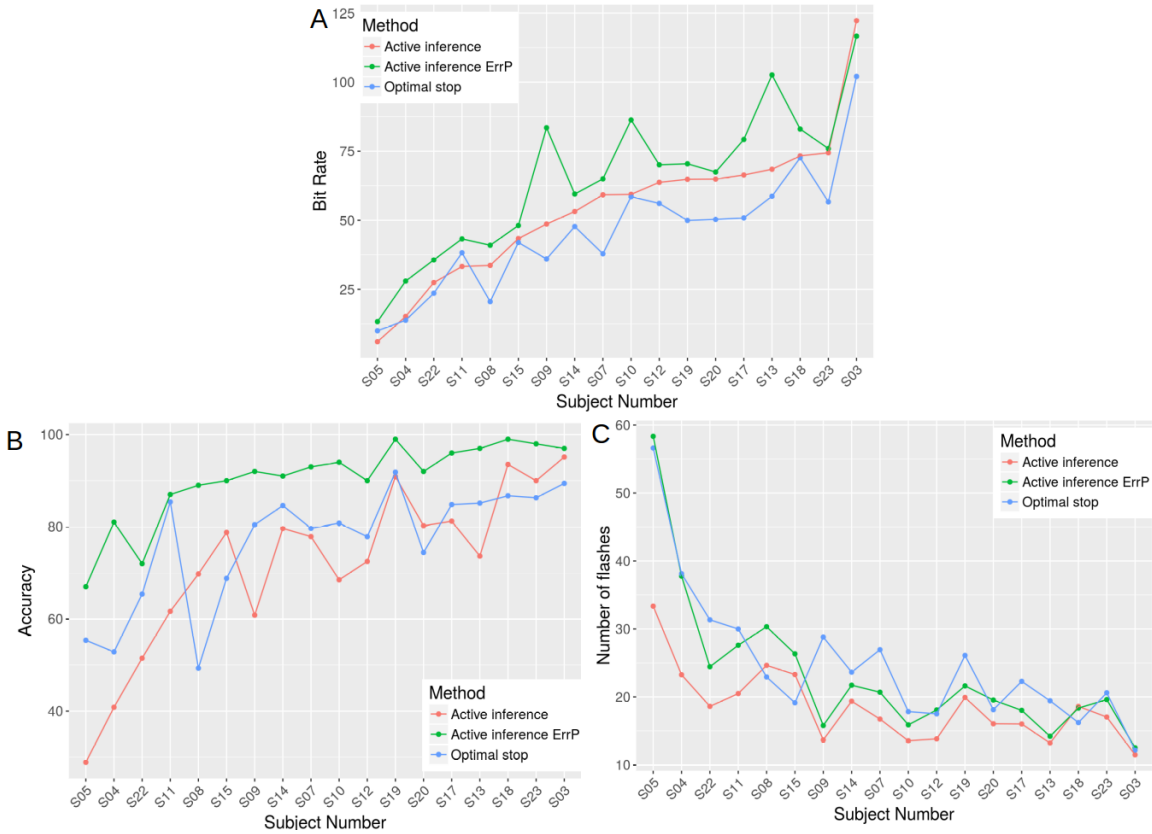 A
Method
Active inference
Active inference ErrP
Optimal stop
Bit Rate
125
100
75
50
25
S05 S04 S22 S11 S08 S15 S09 S14 S07 S10 S12 S19 S20 S17 S13 S18 S23 S03
Subject Number
B
Accuracy
100
80
60
40
Method
Active inference
Active inference ErrP
Optimal stop
S05 S04 S22 S11 S08 S15 S09 S14 S07 S10 S12 S19 S20 S17 S13 S18 S23 S03
Subject Number
C
Number of flashes
60
50
40
30
20
10
Method
Active inference
Active inference ErrP
Optimal stop
S05 S04 S22 S11 S08 S15 S09 S14 S07 S10 S12 S19 S20 S17 S13 S18 S23 S03
Subject Number